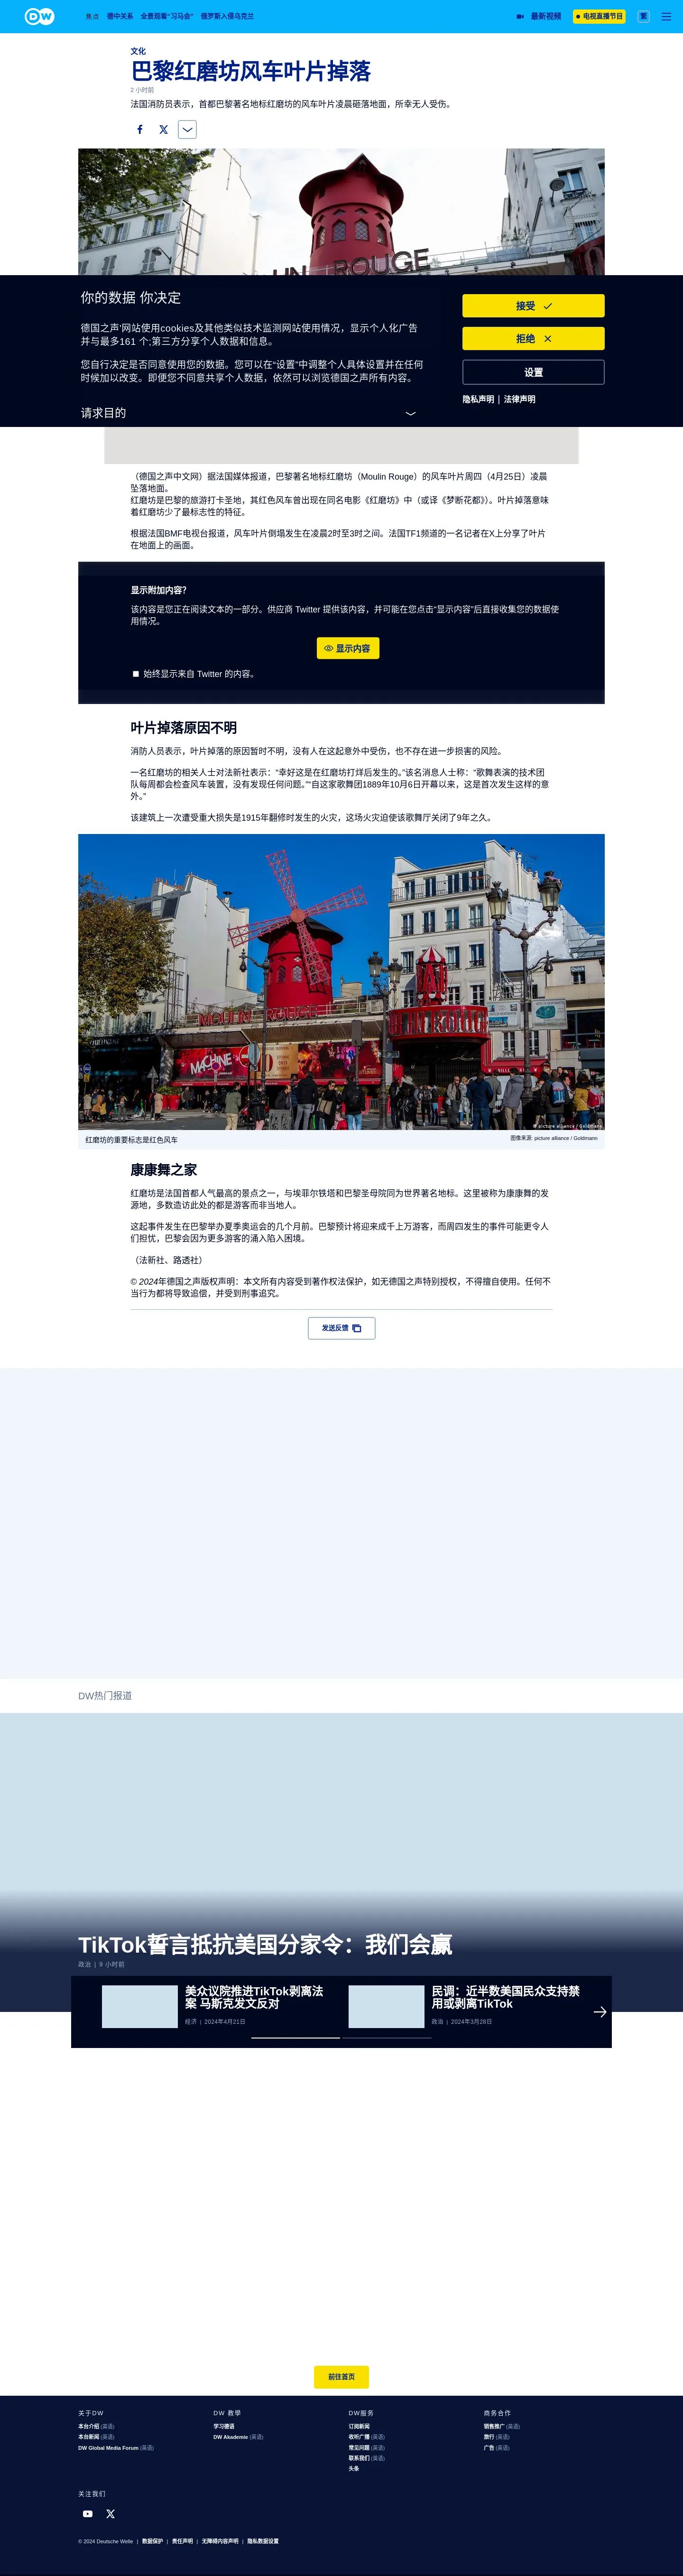 DW
焦点 德中关系 全景观看“习马会” 俄罗斯入侵乌克兰
最新视频
电视直播节目
繁
文化
巴黎红磨坊风车叶片掉落
2 小时前
法国消防员表示，首都巴黎著名地标红磨坊的风车叶片凌晨砸落地面，所幸无人受伤。
ROUGE
你的数据 你决定
德国之声'网站使用cookies及其他类似技术监测网站使用情况，显示个人化广告
并与最多161 个;第三方分享个人数据和信息。
您自行决定是否同意使用您的数据。您可以在“设置”中调整个人具体设置并在任何
时候加以改变。即便您不同意共享个人数据，依然可以浏览德国之声所有内容。
请求目的
接受
拒绝
设置
隐私声明 | 法律声明
（德国之声中文网）据法国媒体报道，巴黎著名地标红磨坊（Moulin Rouge）的风车叶片周四（4月25日）凌晨
坠落地面。
红磨坊是巴黎的旅游打卡圣地，其红色风车曾出现在同名电影《红磨坊》中（或译《梦断花都》）。叶片掉落意味
着红磨坊少了最标志性的特征。
根据法国BMF电视台报道，风车叶片倒塌发生在凌晨2时至3时之间。法国TF1频道的一名记者在X上分享了叶片
在地面上的画面。
显示附加内容?
该内容是您正在阅读文本的一部分。供应商 Twitter 提供该内容，并可能在您点击“显示内容”后直接收集您的数据使
用情况。
显示内容
始终显示来自 Twitter 的内容。
叶片掉落原因不明
消防人员表示，叶片掉落的原因暂时不明，没有人在这起意外中受伤，也不存在进一步损害的风险。
一名红磨坊的相关人士对法新社表示：“幸好这是在红磨坊打烊后发生的。”该名消息人士称：“歌舞表演的技术团
队每周都会检查风车装置，没有发现任何问题。”“自这家歌舞团1889年10月6日开幕以来，这是首次发生这样的意
外。”
该建筑上一次遭受重大损失是1915年翻修时发生的火灾，这场火灾迫使该歌舞厅关闭了9年之久。
MOULIN ROUGE
MACHINE
© picture alliance / Goldmann
红磨坊的重要标志是红色风车
图像来源: picture alliance / Goldmann
康康舞之家
红磨坊是法国首都人气最高的景点之一，与埃菲尔铁塔和巴黎圣母院同为世界著名地标。这里被称为康康舞的发
源地，多数造访此处的都是游客而非当地人。
这起事件发生在巴黎举办夏季奥运会的几个月前。巴黎预计将迎来成千上万游客，而周四发生的事件可能更令人
们担忧，巴黎会因为更多游客的涌入陷入困境。
（法新社、路透社）
© 2024年德国之声版权声明：本文所有内容受到著作权法保护，如无德国之声特别授权，不得擅自使用。任何不
当行为都将导致追偿，并受到刑事追究。
发送反馈
DW热门报道
TikTok誓言抵抗美国分家令：我们会赢
政治 | 9 小时前
美众议院推进TikTok剥离法
案 马斯克发文反对
经济 | 2024年4月21日
民调：近半数美国民众支持禁
用或剥离TikTok
政治 | 2024年3月28日
前往首页
关于DW
本台介绍 (英语)
本台新闻 (英语)
DW Global Media Forum (英语)
DW 教學
学习德语
DW Akademie (英语)
DW服务
订阅新闻
收听广播 (英语)
常见问题 (英语)
联系我们 (英语)
头条
商务合作
销售推广 (英语)
旅行 (英语)
广告 (英语)
关注我们
© 2024 Deutsche Welle | 数据保护 | 责任声明 | 无障碍内容声明 | 隐私数据设置